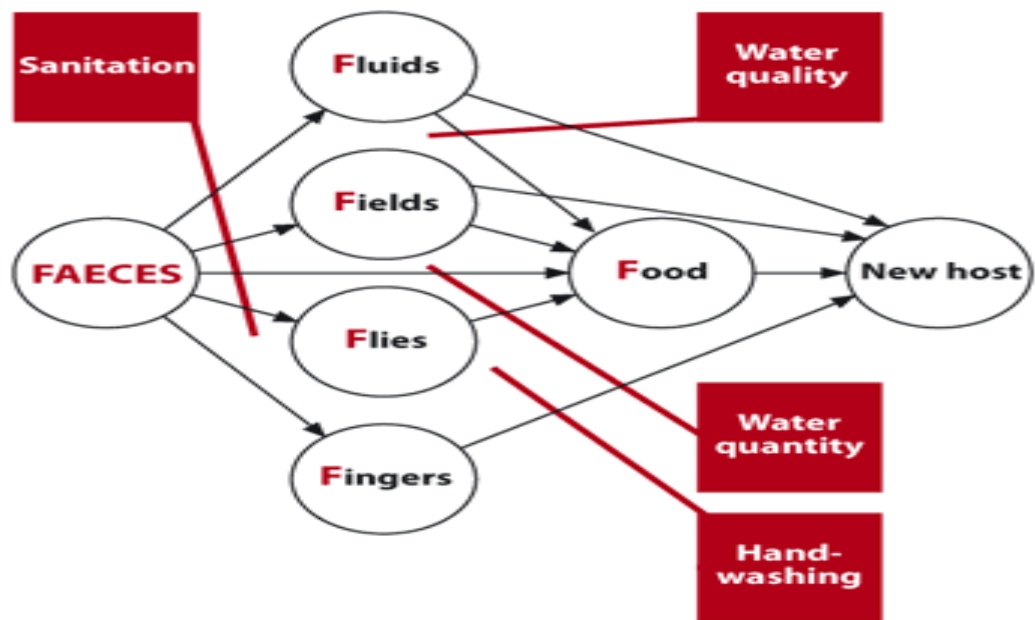 Sanitation
Fluids
Water
quality
Fields
FAECES
Food
New host
Flies
Water
quantity
Fingers
Hand-
washing